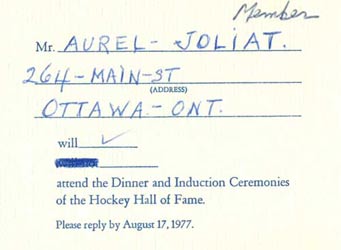 Member
Mr. AUREL - JOLIAT.
264 - MAIN - ST
(ADDRESS)
OTTAWA - ONT.
will ✓
attend the Dinner and Induction Ceremonies
of the Hockey Hall of Fame.
Please reply by August 17, 1977.